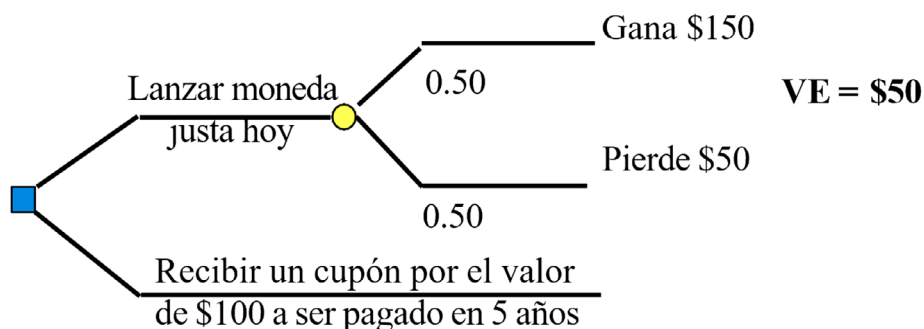 Gana $150
Lanzar moneda
justa hoy
0.50
VE = $50
Pierde $50
0.50
Recibir un cupón por el valor
de $100 a ser pagado en 5 años